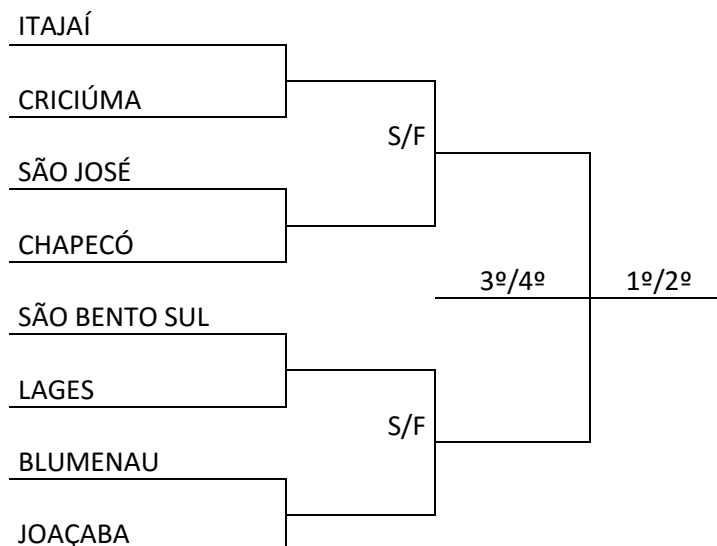 ITAJAÍ
CRICIÚMA
S/F
SÃO JOSÉ
CHAPECÓ
3º/4º 1º/2º
SÃO BENTO SUL
LAGES
S/F
BLUMENAU
JOAÇABA